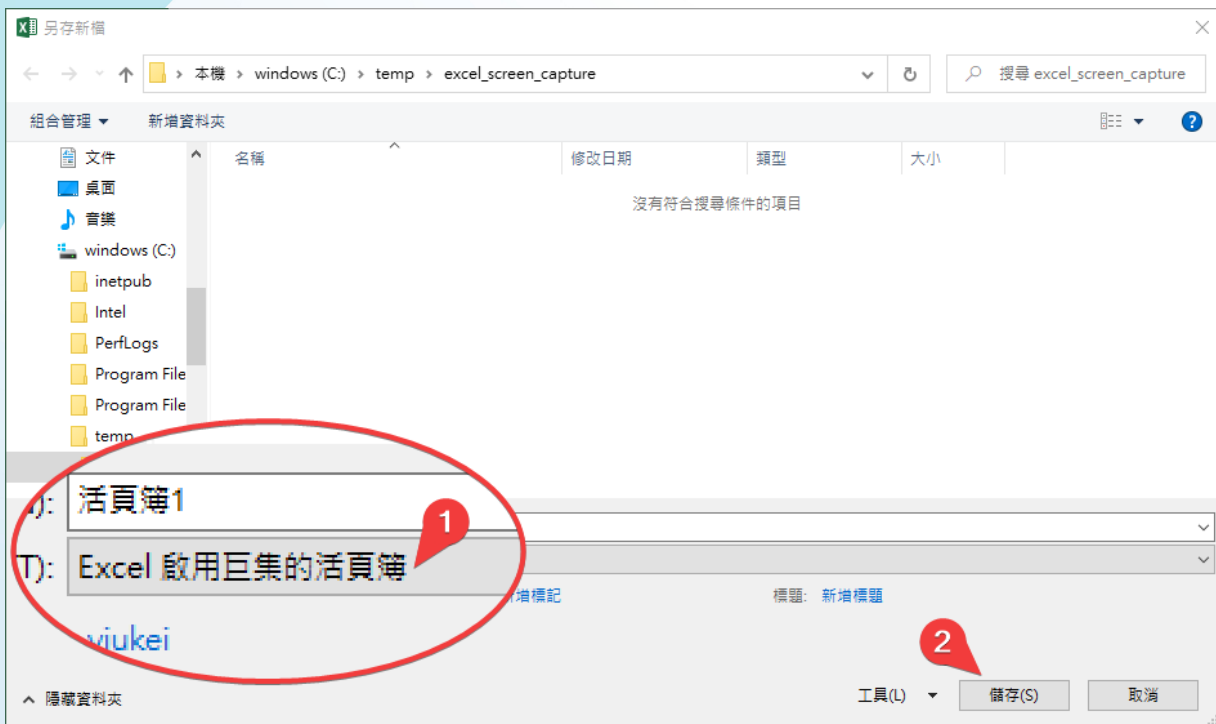 另存新檔
本機 › windows (C:) › temp › excel_screen_capture
搜尋 excel_screen_capture
組合管理
新增資料夾
?
文件
名稱
修改日期
類型
大小
桌面
沒有符合搜尋條件的項目
音樂
windows (C:)
inetpub
Intel
PerfLogs
Program File
Program File
temp
): 活頁簿1
1
T): Excel 啟用巨集的活頁簿
增標記
標題: 新增標題
yiukei
2
隱藏資料夾
工具(L)
儲存(S)
取消